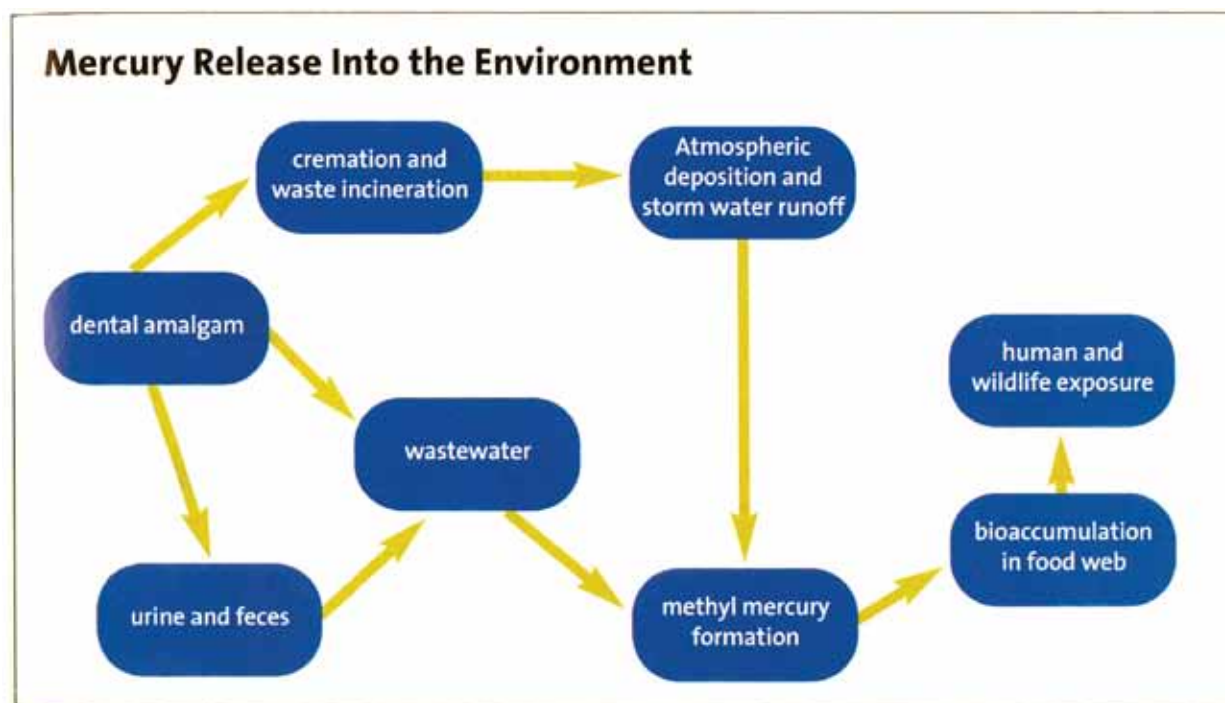 Mercury Release Into the Environment
cremation and
waste incineration
Atmospheric
deposition and
storm water runoff
dental amalgam
human and
wildlife exposure
wastewater
bioaccumulation
in food web
urine and feces
methyl mercury
formation